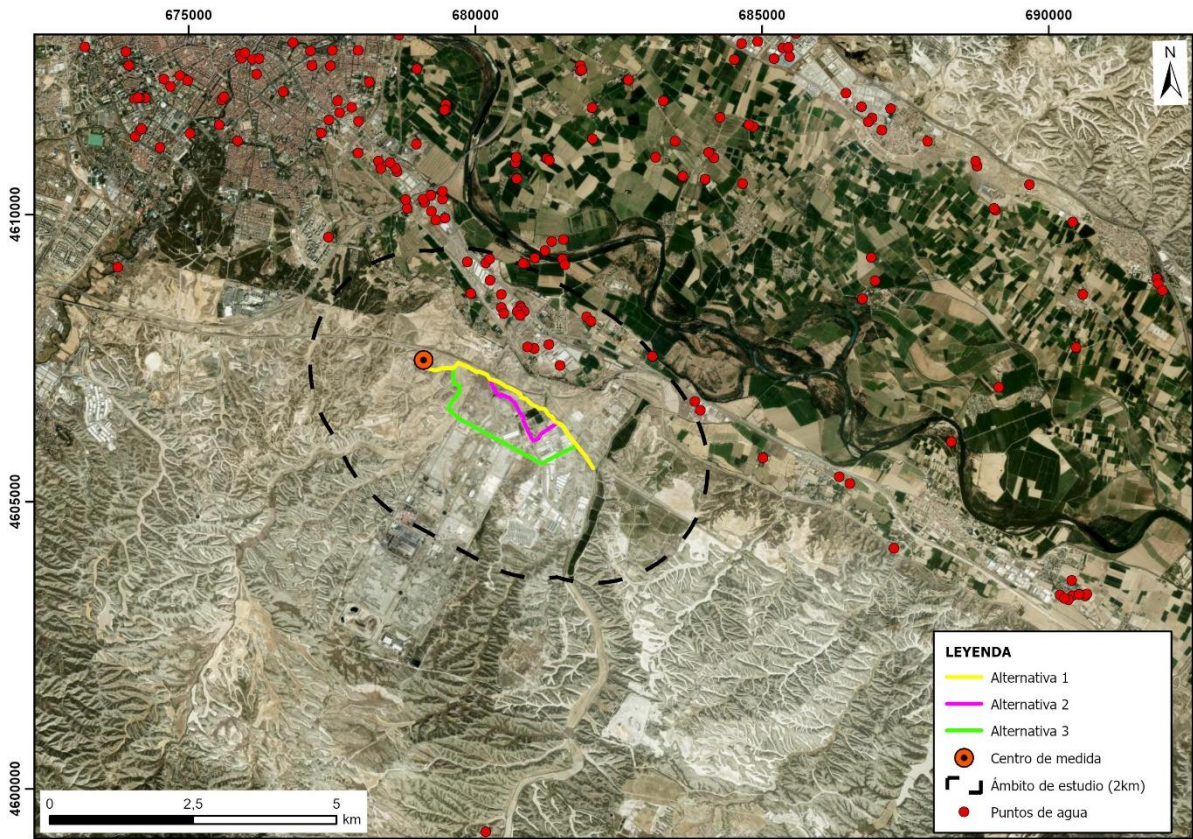 675000
680000
685000
690000
N
4610000
4605000
4600000
LEYENDA
Alternativa 1
Alternativa 2
Alternativa 3
Centro de medida
Ámbito de estudio (2km)
Puntos de agua
0
2,5
5
km